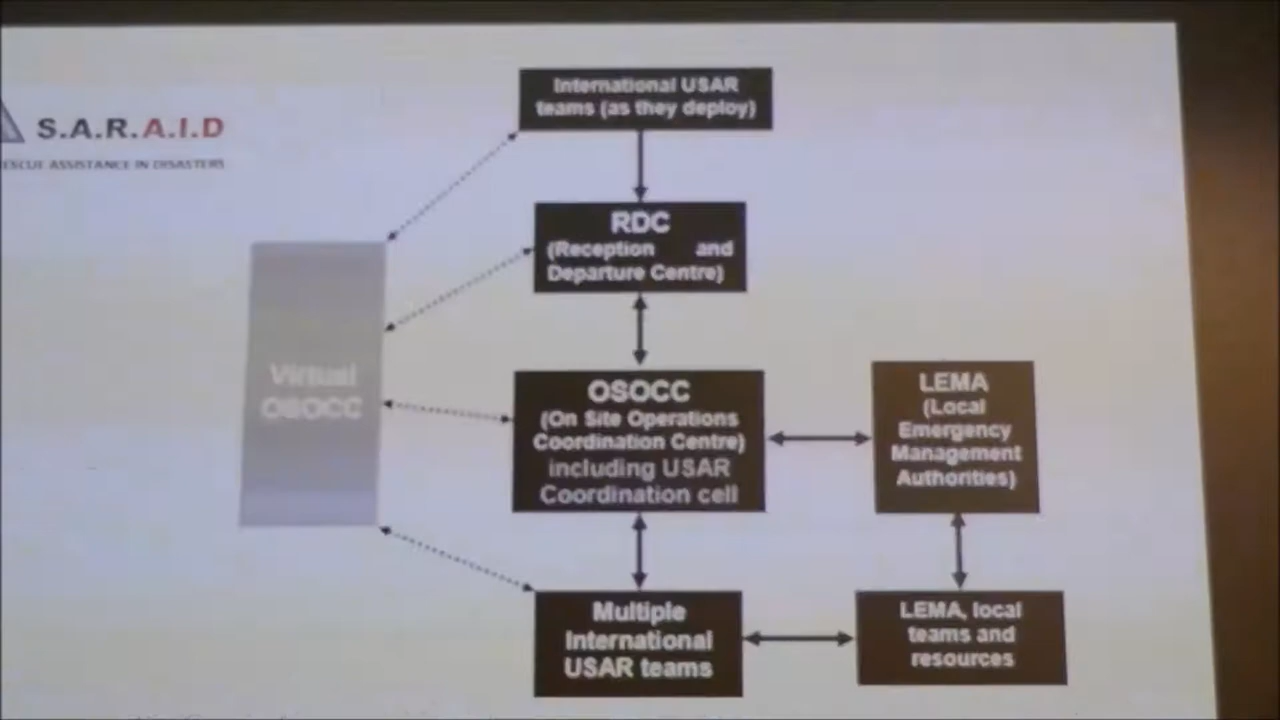 S.A.R.A.I.D
ESCUE ASSISTANCE IN DISASTERS
International USAR
teams (as they deploy)
RDC
(Reception and
Departure Centre)
Virtual
OSOCC
OSOCC
(On Site Operations
Coordination Centre)
including USAR
Coordination cell
LEMA
(Local
Emergency
Management
Authorities)
Multiple
International
USAR teams
LEMA, local
teams and
resources